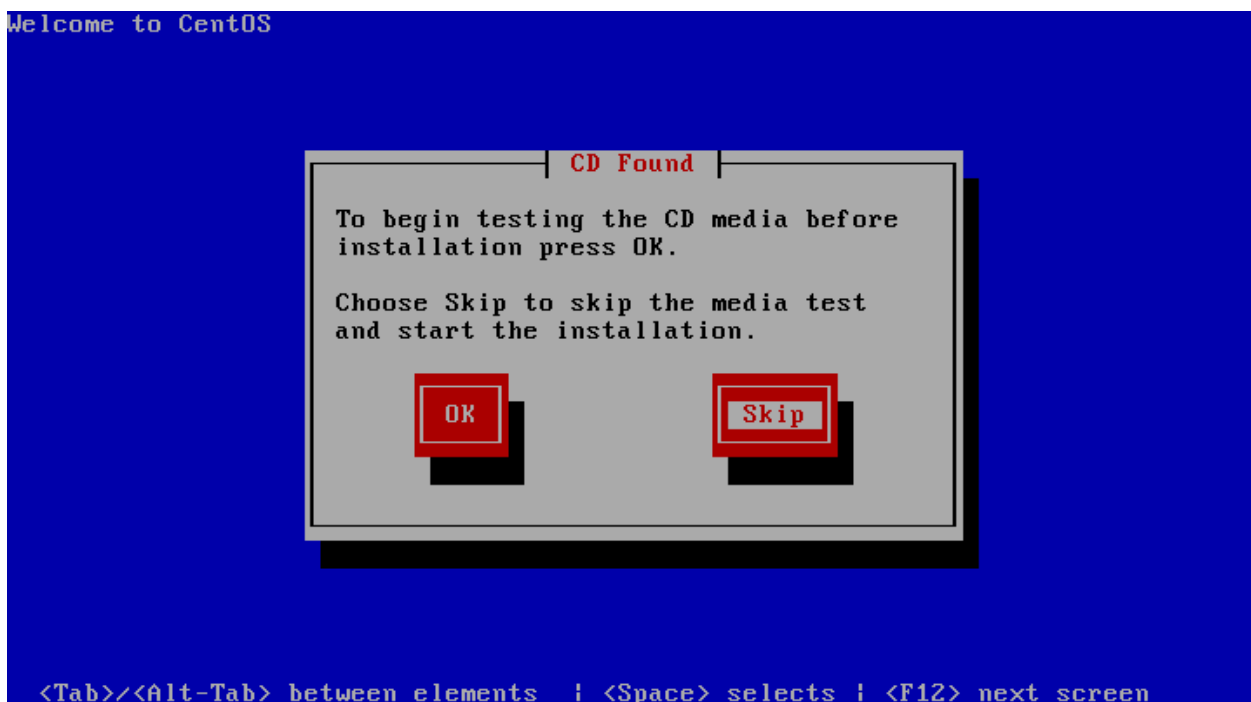 Welcome to CentOS
CD Found
To begin testing the CD media before
installation press OK.
Choose Skip to skip the media test
and start the installation.
OK Skip
<Tab>/<Alt-Tab> between elements | <Space> selects | <F12> next screen